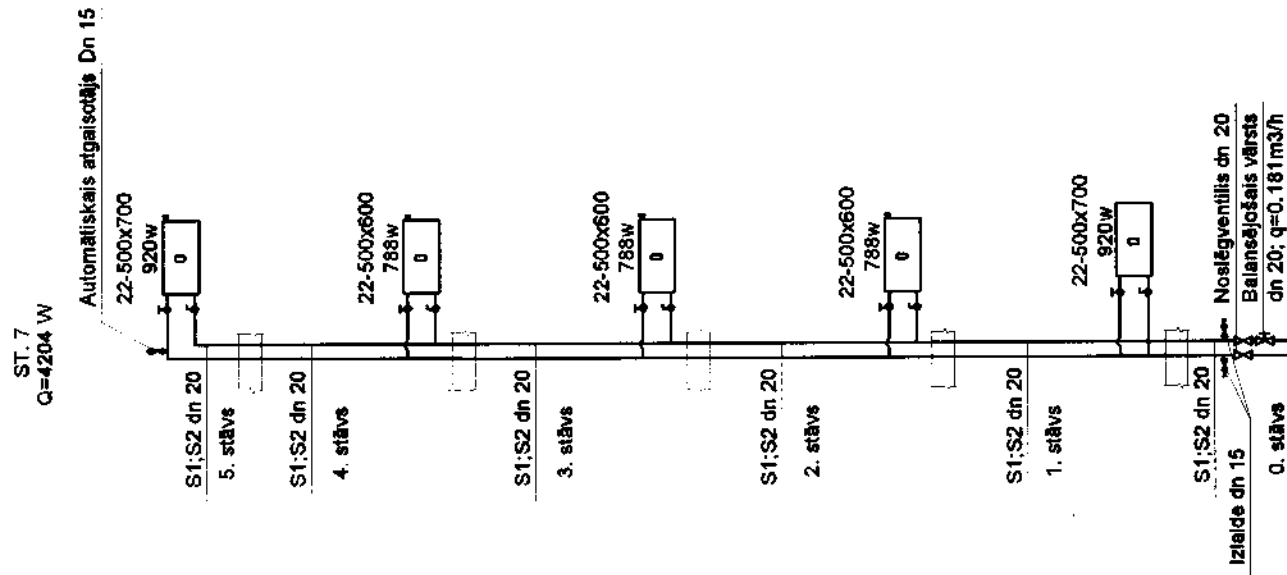 ST. 7
Q=4204 W
Automātiskais atgaisotājs Dn 15
22-500x700
920w
S1;S2 dn 20
5. stāvs
22-500x600
788w
S1;S2 dn 20
4. stāvs
22-500x600
788w
S1;S2 dn 20
3. stāvs
22-500x600
788w
S1;S2 dn 20
2. stāvs
22-500x700
920w
S1;S2 dn 20
1. stāvs
S1;S2 dn 20
Noslēgventilis dn 20
Balansējošais vārsts
dn 20; q=0.181m3/h
Izlaide dn 15
0. stāvs